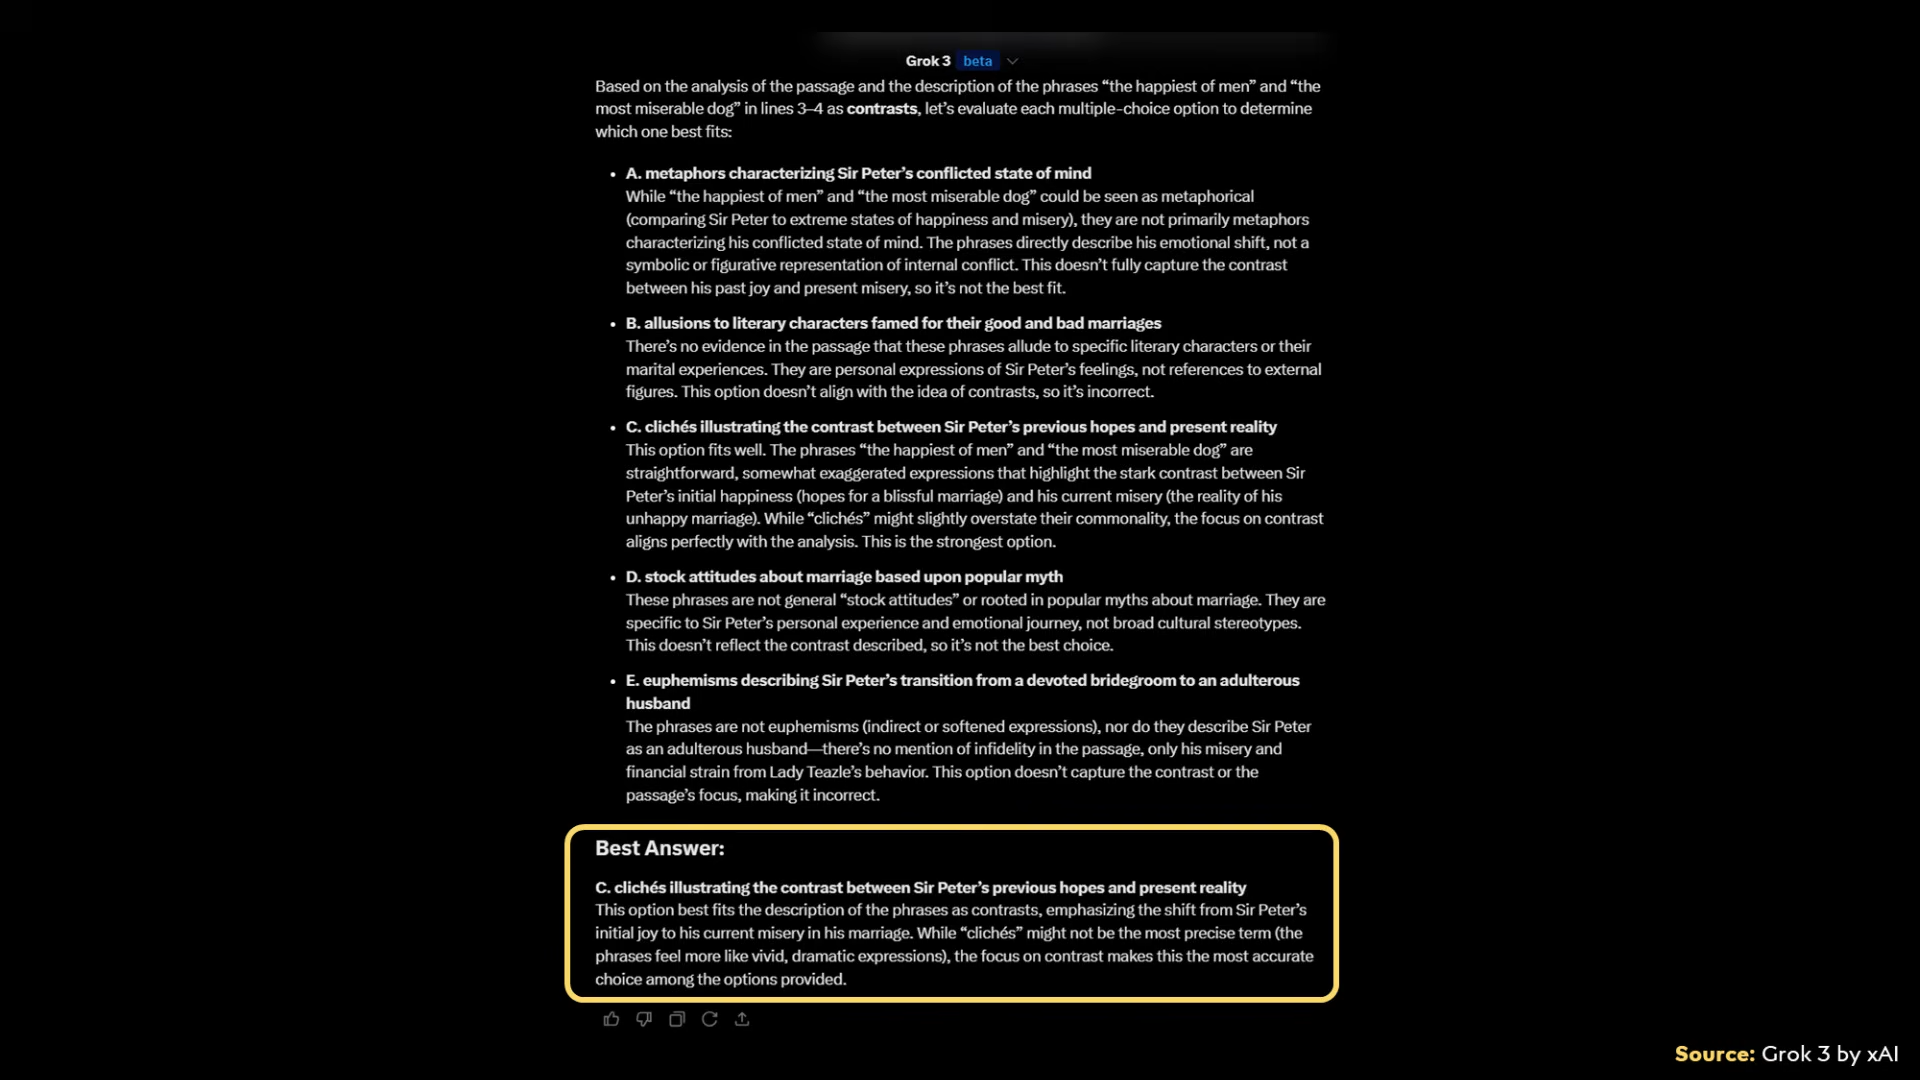 Grok 3 beta
Based on the analysis of the passage and the description of the phrases “the happiest of men” and “the
most miserable dog” in lines 3–4 as contrasts, let’s evaluate each multiple-choice option to determine
which one best fits:
• A. metaphors characterizing Sir Peter’s conflicted state of mind
While “the happiest of men” and “the most miserable dog” could be seen as metaphorical
(comparing Sir Peter to extreme states of happiness and misery), they are not primarily metaphors
characterizing his conflicted state of mind. The phrases directly describe his emotional shift, not a
symbolic or figurative representation of internal conflict. This doesn’t fully capture the contrast
between his past joy and present misery, so it’s not the best fit.
• B. allusions to literary characters famed for their good and bad marriages
There’s no evidence in the passage that these phrases allude to specific literary characters or their
marital experiences. They are personal expressions of Sir Peter’s feelings, not references to external
figures. This option doesn’t align with the idea of contrasts, so it’s incorrect.
• C. clichés illustrating the contrast between Sir Peter’s previous hopes and present reality
This option fits well. The phrases “the happiest of men” and “the most miserable dog” are
straightforward, somewhat exaggerated expressions that highlight the stark contrast between Sir
Peter’s initial happiness (hopes for a blissful marriage) and his current misery (the reality of his
unhappy marriage). While “clichés” might slightly overstate their commonality, the focus on contrast
aligns perfectly with the analysis. This is the strongest option.
• D. stock attitudes about marriage based upon popular myth
These phrases are not general “stock attitudes” or rooted in popular myths about marriage. They are
specific to Sir Peter’s personal experience and emotional journey, not broad cultural stereotypes.
This doesn’t reflect the contrast described, so it’s not the best choice.
• E. euphemisms describing Sir Peter’s transition from a devoted bridegroom to an adulterous
husband
The phrases are not euphemisms (indirect or softened expressions), nor do they describe Sir Peter
as an adulterous husband—there’s no mention of infidelity in the passage, only his misery and
financial strain from Lady Teazle’s behavior. This option doesn’t capture the contrast or the
passage’s focus, making it incorrect.
Best Answer:
C. clichés illustrating the contrast between Sir Peter’s previous hopes and present reality
This option best fits the description of the phrases as contrasts, emphasizing the shift from Sir Peter’s
initial joy to his current misery in his marriage. While “clichés” might not be the most precise term (the
phrases feel more like vivid, dramatic expressions), the focus on contrast makes this the most accurate
choice among the options provided.
Source: Grok 3 by xAI